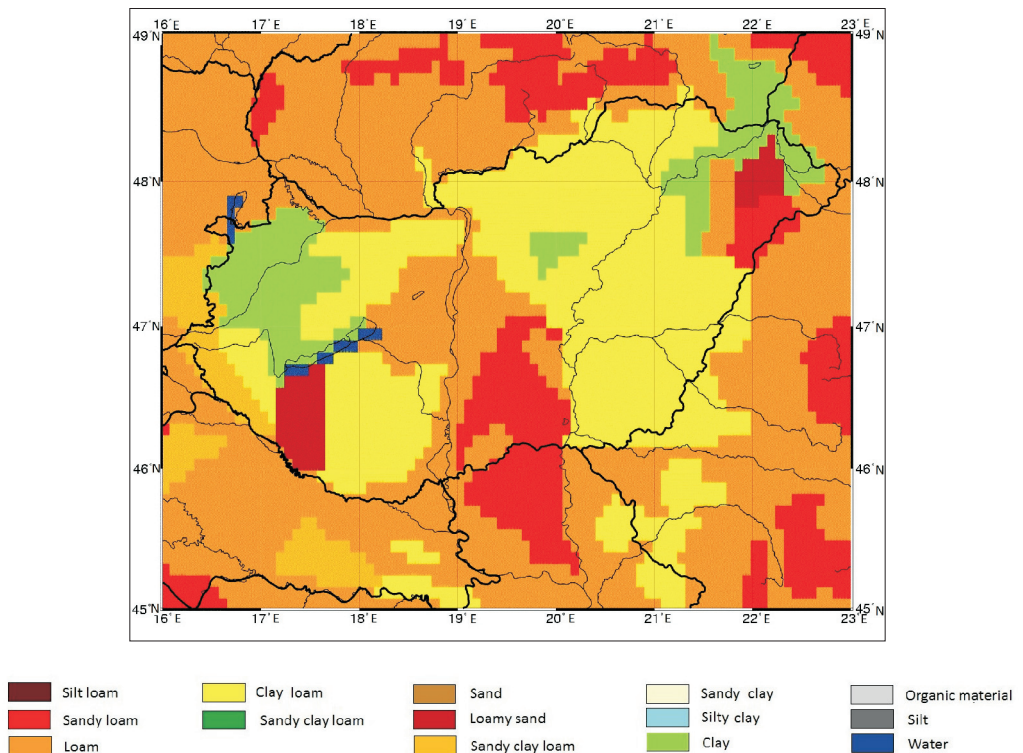 16°E 17°E 18°E 19°E 20°E 21°E 22°E 23°E
49°N 49°N
48°N 48°N
47°N 47°N
46°N 46°N
45°N 45°N
16°E 17°E 18°E 19°E 20°E 21°E 22°E 23°E
Silt loam Clay loam Sand Sandy clay Organic material
Sandy loam Sandy clay loam Loamy sand Silty clay Silt
Loam Sandy clay loam Clay Water